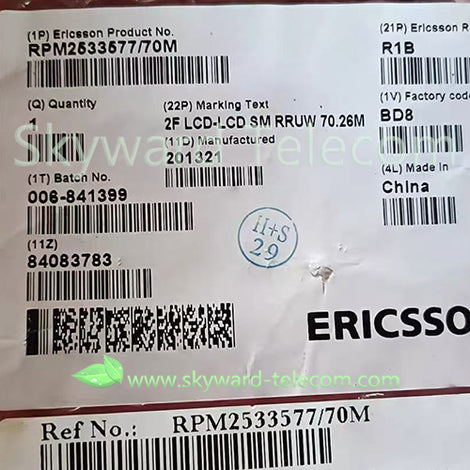 (1P) Ericsson Product No.
RPM2533577/70M
(21P) Ericsson R
R1B
(Q) Quantity
1
(22P) Marking Text
2F LCD-LCD SM RRUW 70.26M
(1V) Factory code
BD8
(11D) Manufactured
201321
Skyward-Telecom
(1T) Batch No.
006-841399
(4L) Made in
China
(11Z)
84083783
H+S
29
ERICSSO
www.skyward-telecom.com
Ref No.: RPM2533577/70M